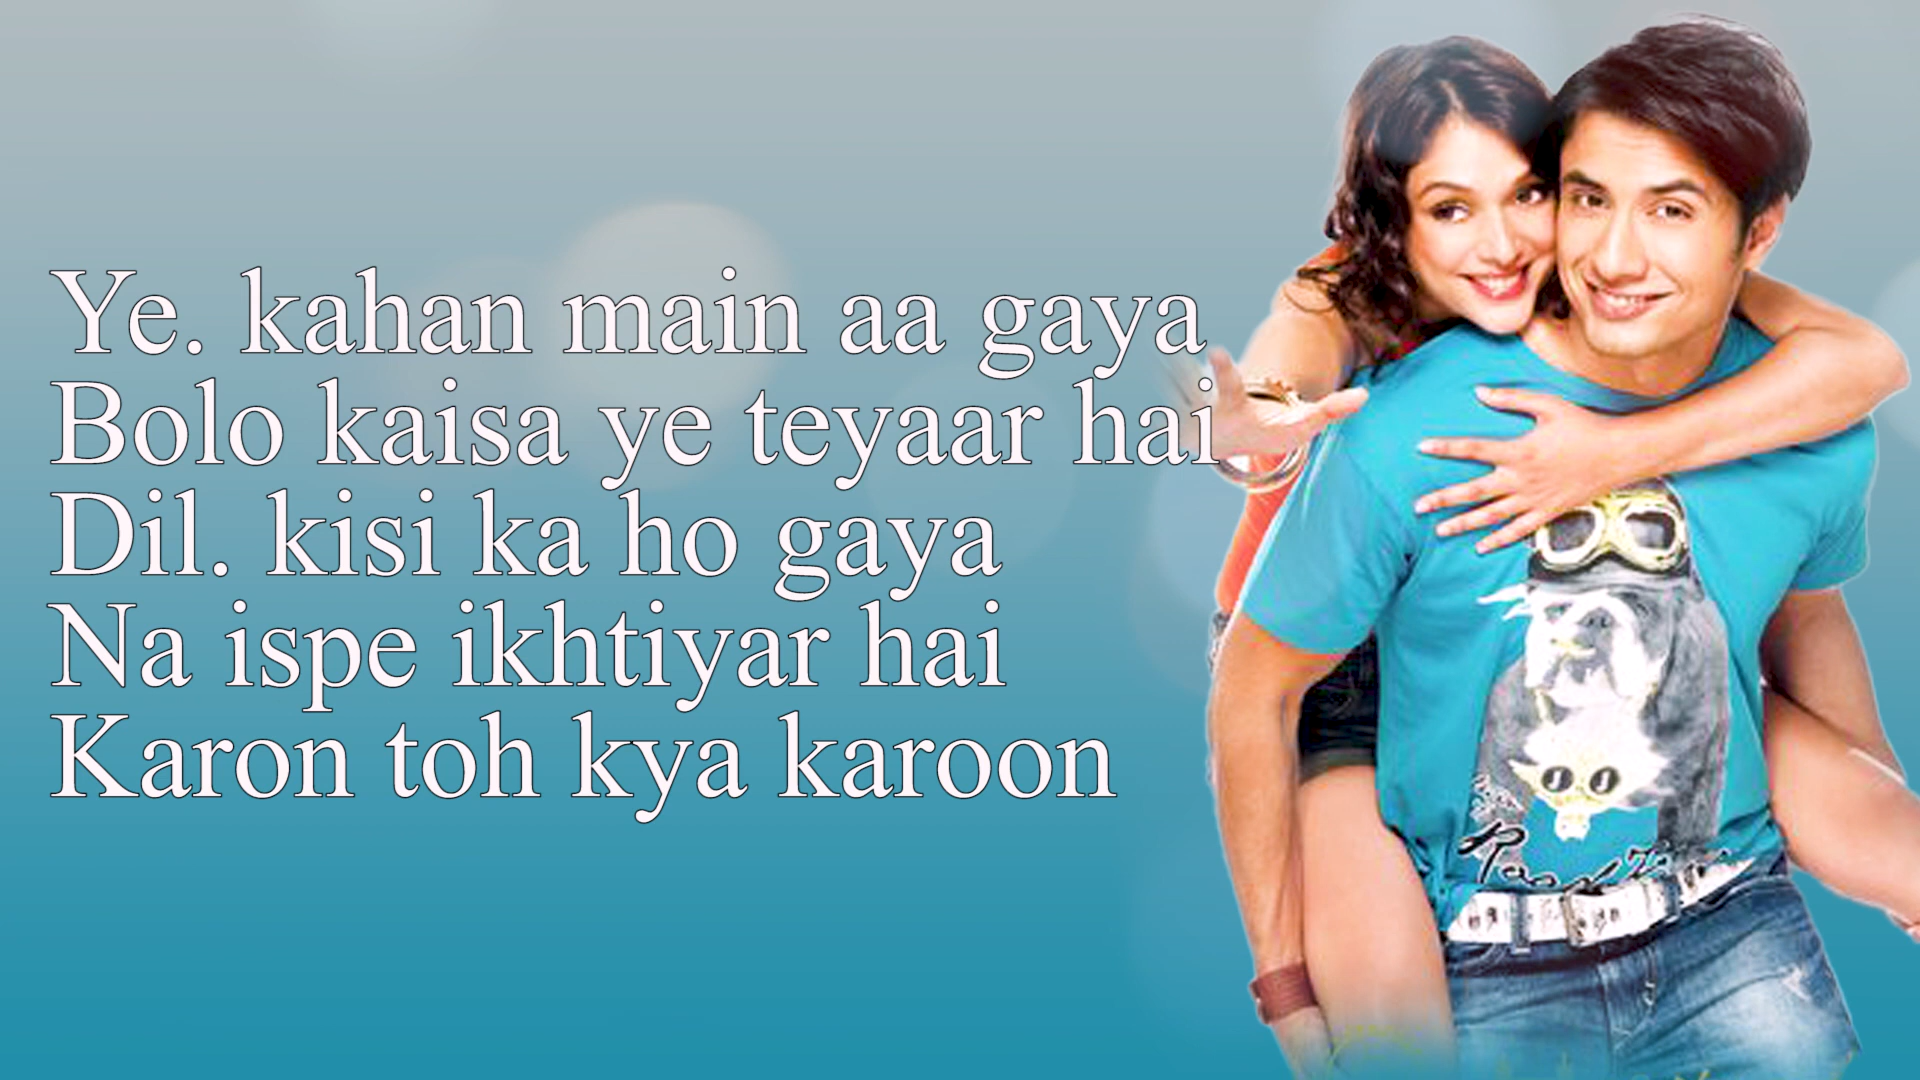 Ye. kahan main aa gaya
Bolo kaisa ye teyaar hai
Dil. kisi ka ho gaya
Na ispe ikhtiyar hai
Karon toh kya karoon